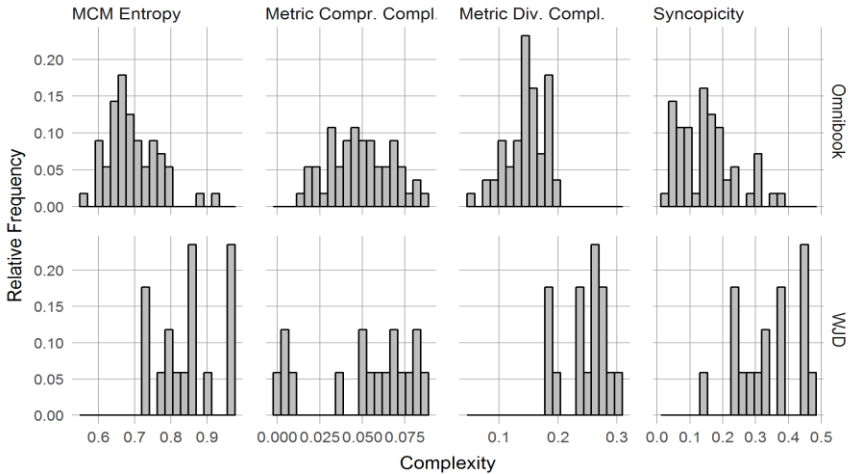 MCM Entropy Metric Compr. Compl. Metric Div. Compl. Syncopicity
0.20
0.15
0.10
0.05
0.00
Omnibook
Relative Frequency
0.20
0.15
0.10
0.05
0.00
WJD
0.6 0.7 0.8 0.9 0.000 0.025 0.050 0.075 0.1 0.2 0.3 0.0 0.1 0.2 0.3 0.4 0.5
Complexity